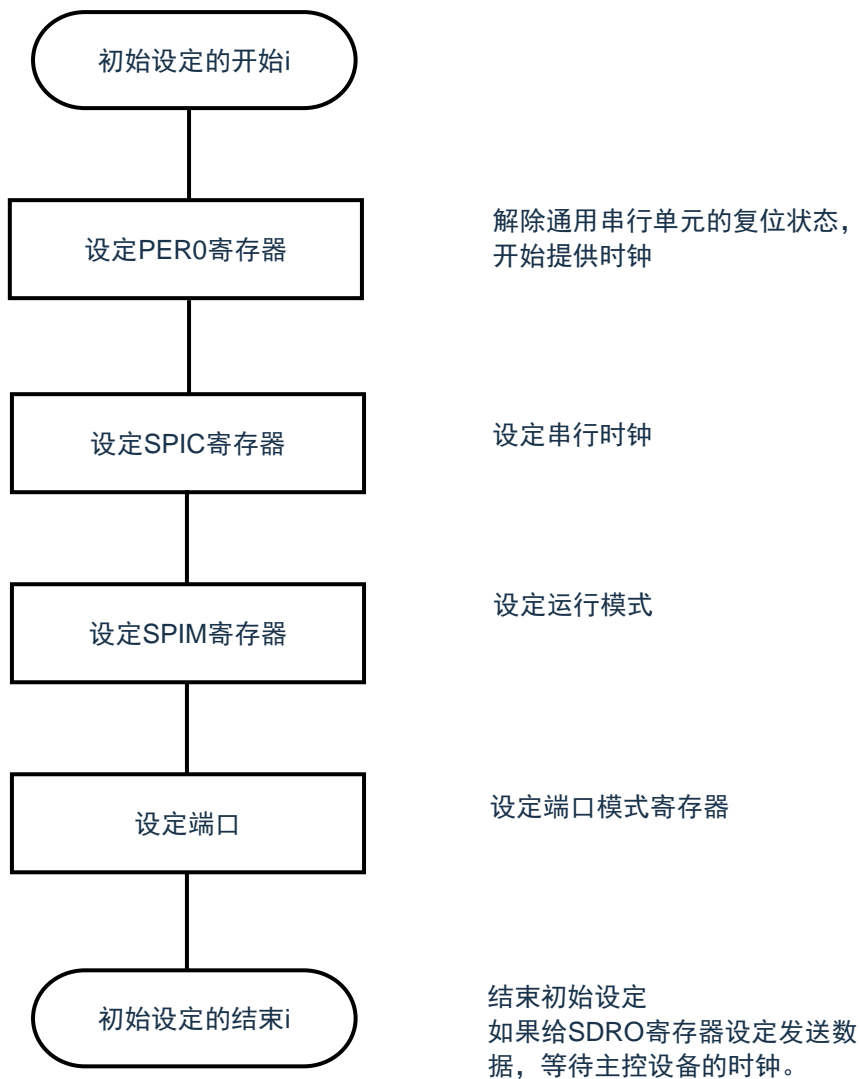 初始设定的开始i
设定PER0寄存器
解除通用串行单元的复位状态，
开始提供时钟
设定SPIC寄存器
设定串行时钟
设定SPIM寄存器
设定运行模式
设定端口
设定端口模式寄存器
初始设定的结束i
结束初始设定
如果给SDRO寄存器设定发送数
据，等待主控设备的时钟。